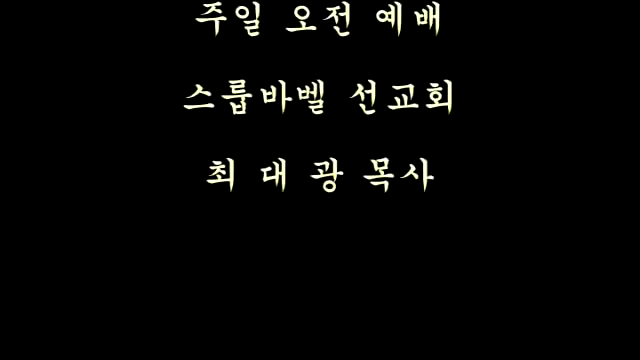 주일 오전 예배
스룹바벨 선교회
최 대 광 목사